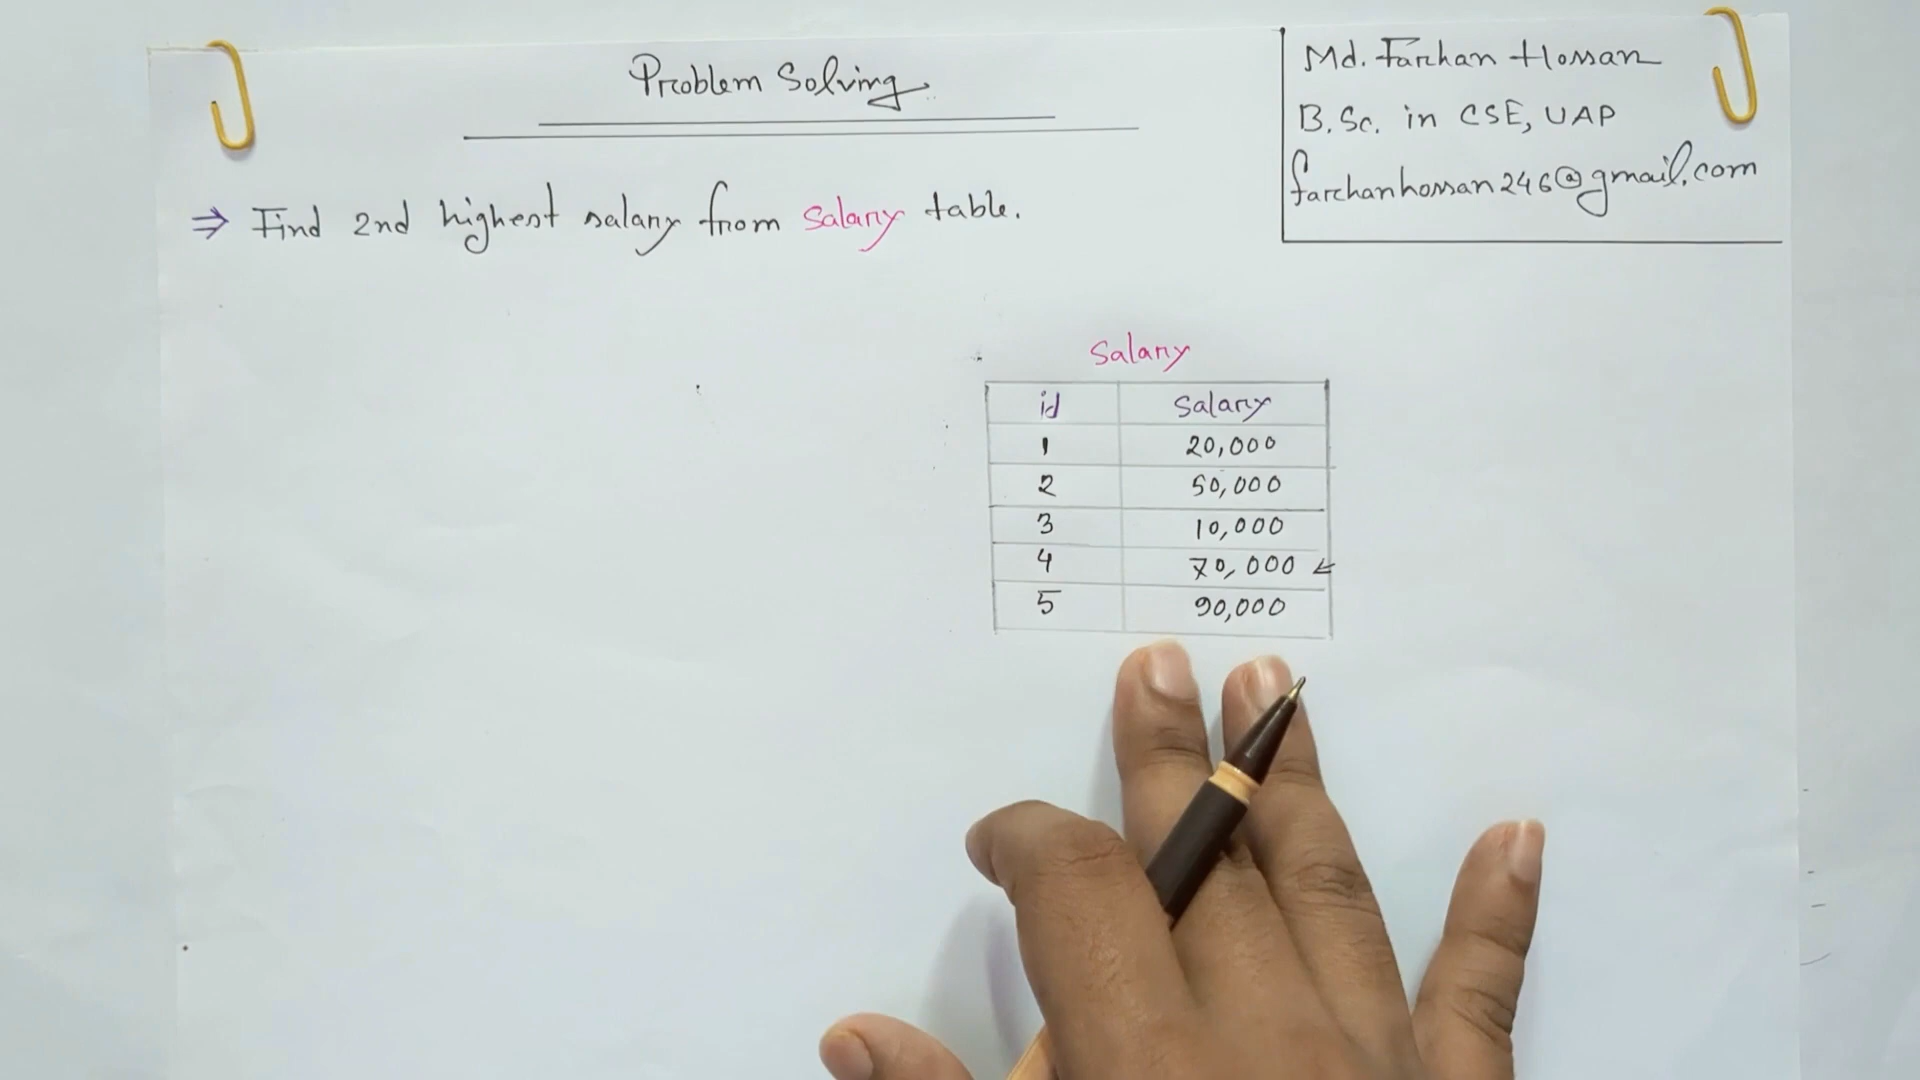 Problem Solving
Md. Farhan Hossan
B.Sc. in CSE, UAP
farhanhossan246@gmail.com
⇒ Find 2nd highest salary from Salary table.
Salary
id Salary
1 20,000
2 50,000
3 10,000
4 70,000 ←
5 90,000